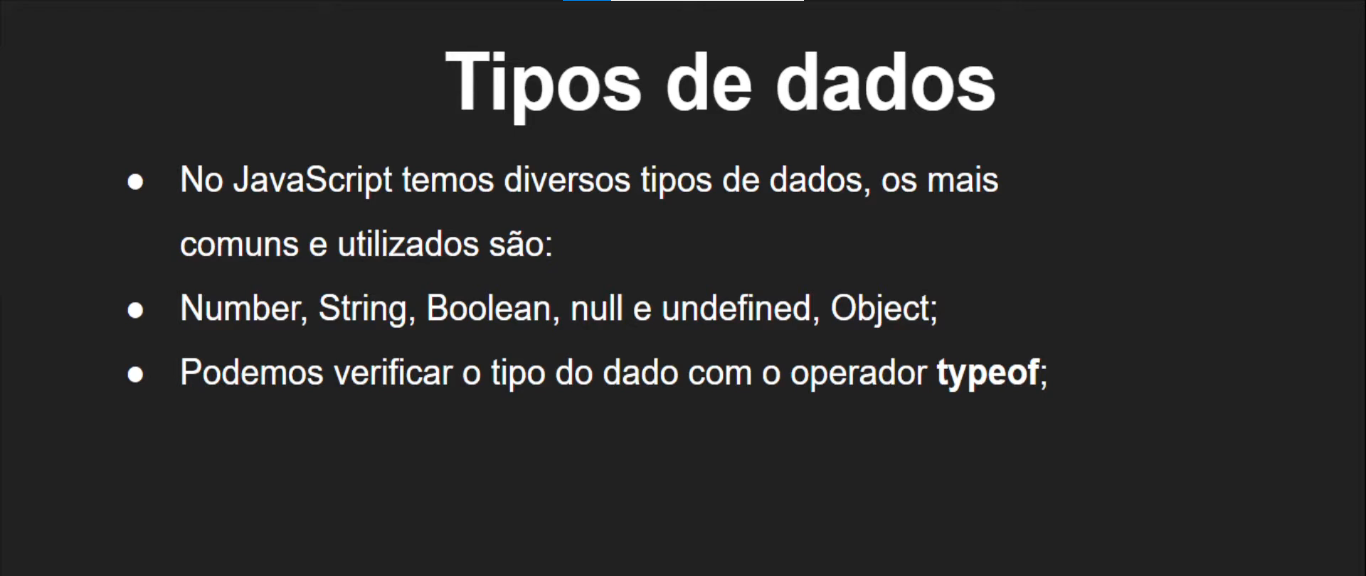 Tipos de dados
● No JavaScript temos diversos tipos de dados, os mais
comuns e utilizados são:
● Number, String, Boolean, null e undefined, Object;
● Podemos verificar o tipo do dado com o operador typeof;